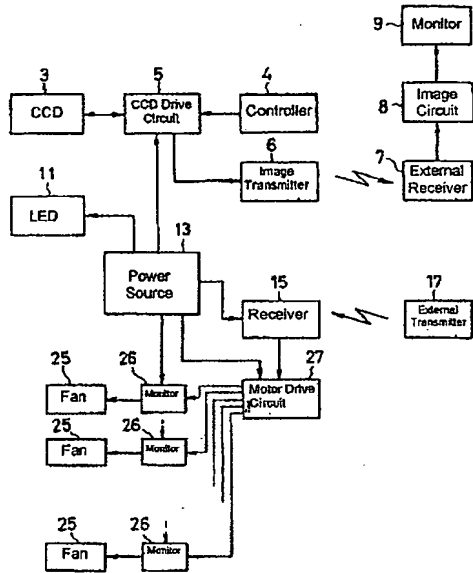 9
Monitor
3
5
4
CCD
CCD Drive
Circuit
Controller
8
Image
Circuit
6
Image
Transmitter
7
External
Receiver
11
LED
13
Power
Source
15
Receiver
17
External
Transmitter
25
Fan
26
Monitor
27
Motor Drive
Circuit
25
Fan
26
Monitor
25
Fan
26
Monitor